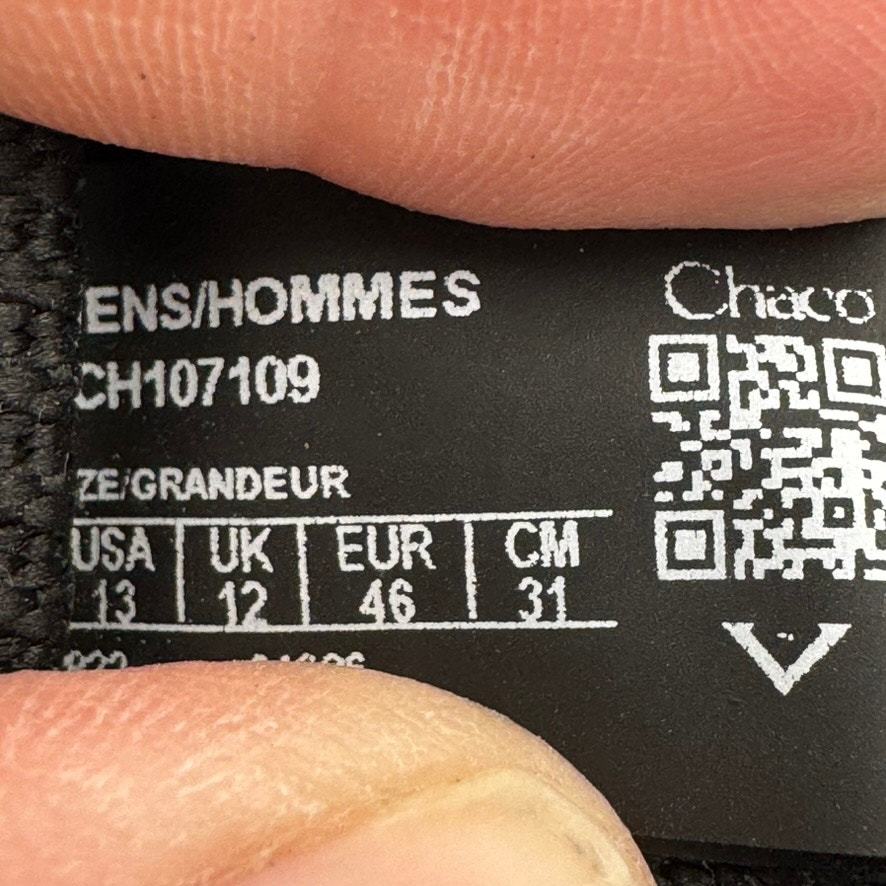 ENS/HOMMES
Chaco
CH107109
ZE/GRANDEUR
USA UK EUR CM
13 12 46 31